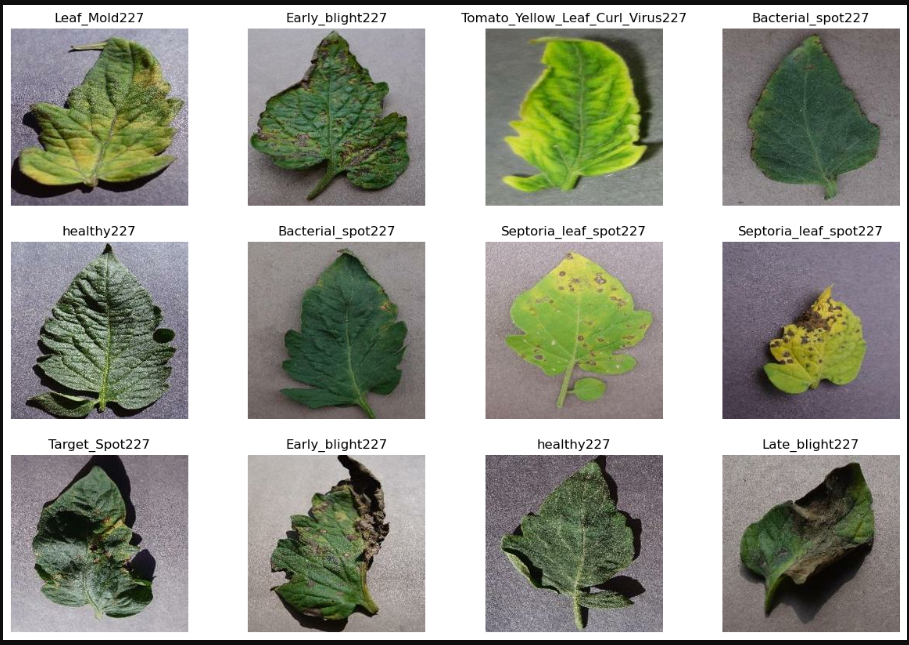 Leaf_Mold227
Early_blight227
Tomato_Yellow_Leaf_Curl_Virus227
Bacterial_spot227
healthy227
Bacterial_spot227
Septoria_leaf_spot227
Septoria_leaf_spot227
Target_Spot227
Early_blight227
healthy227
Late_blight227